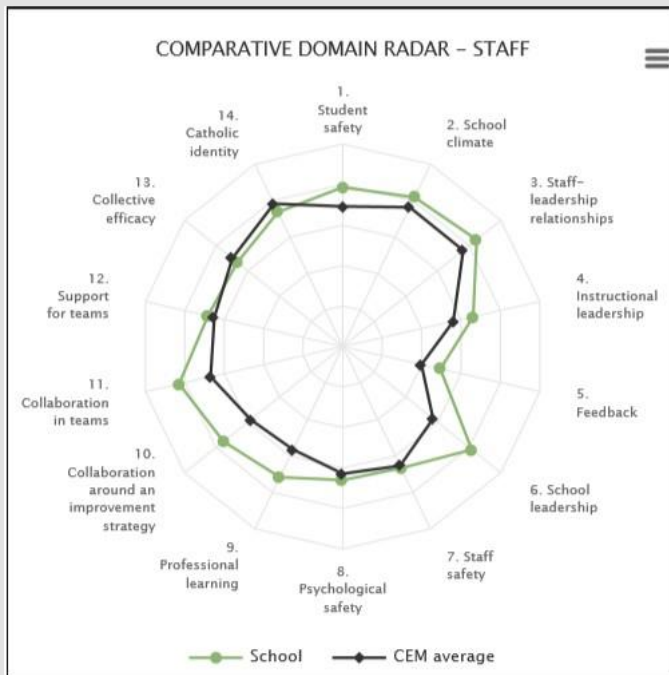 COMPARATIVE DOMAIN RADAR – STAFF
1.
Student
safety
2. School
climate
3. Staff–
leadership
relationships
4.
Instructional
leadership
5.
Feedback
6. School
leadership
7. Staff
safety
8.
Psychological
safety
9.
Professional
learning
10.
Collaboration
around an
improvement
strategy
11.
Collaboration
in teams
12.
Support
for teams
13.
Collective
efficacy
14.
Catholic
identity
School
CEM average